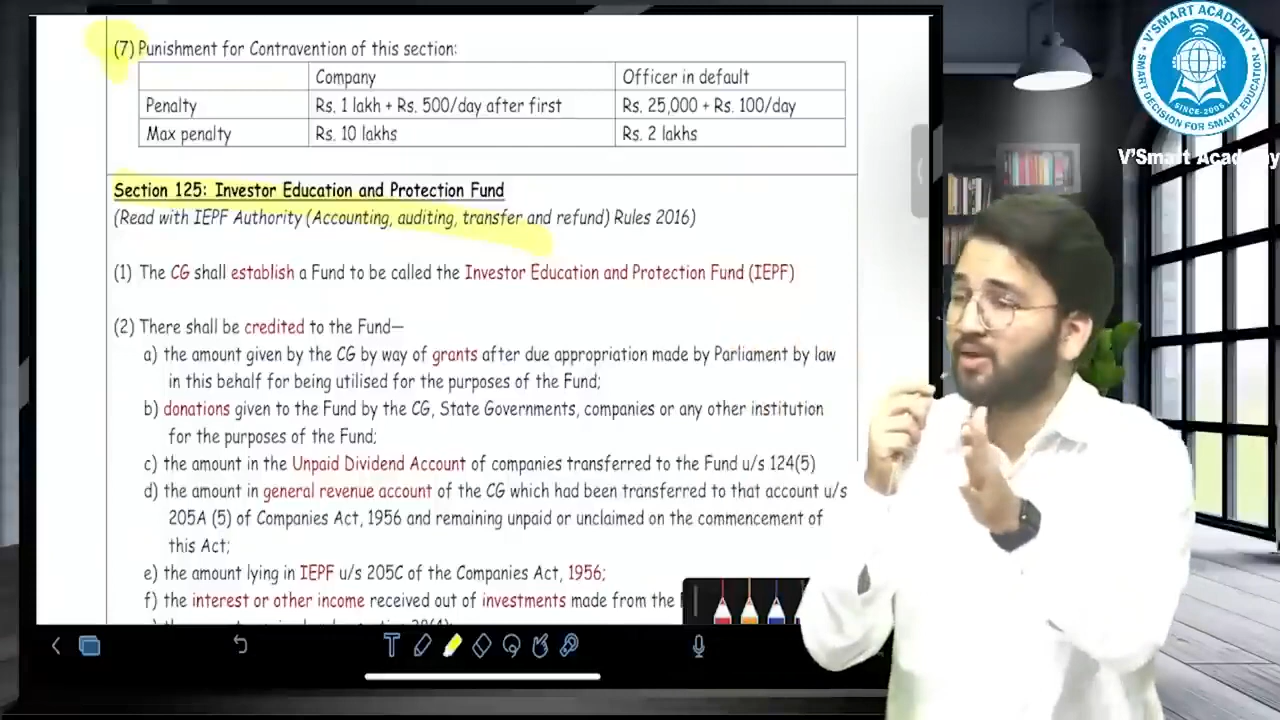 (7) Punishment for Contravention of this section:
Company Officer in default
Penalty Rs. 1 lakh + Rs. 500/day after first Rs. 25,000 + Rs. 100/day
Max penalty Rs. 10 lakhs Rs. 2 lakhs
Section 125: Investor Education and Protection Fund
(Read with IEPF Authority (Accounting, auditing, transfer and refund) Rules 2016)
(1) The CG shall establish a Fund to be called the Investor Education and Protection Fund (IEPF)
(2) There shall be credited to the Fund—
a) the amount given by the CG by way of grants after due appropriation made by Parliament by law
in this behalf for being utilised for the purposes of the Fund;
b) donations given to the Fund by the CG, State Governments, companies or any other institution
for the purposes of the Fund;
c) the amount in the Unpaid Dividend Account of companies transferred to the Fund u/s 124(5)
d) the amount in general revenue account of the CG which had been transferred to that account u/s
205A (5) of Companies Act, 1956 and remaining unpaid or unclaimed on the commencement of
this Act;
e) the amount lying in IEPF u/s 205C of the Companies Act, 1956;
f) the interest or other income received out of investments made from the
V'SMART ACADEMY
SMART DECISION FOR SMART EDUCATION
SINCE-2005
V'Smart Academy